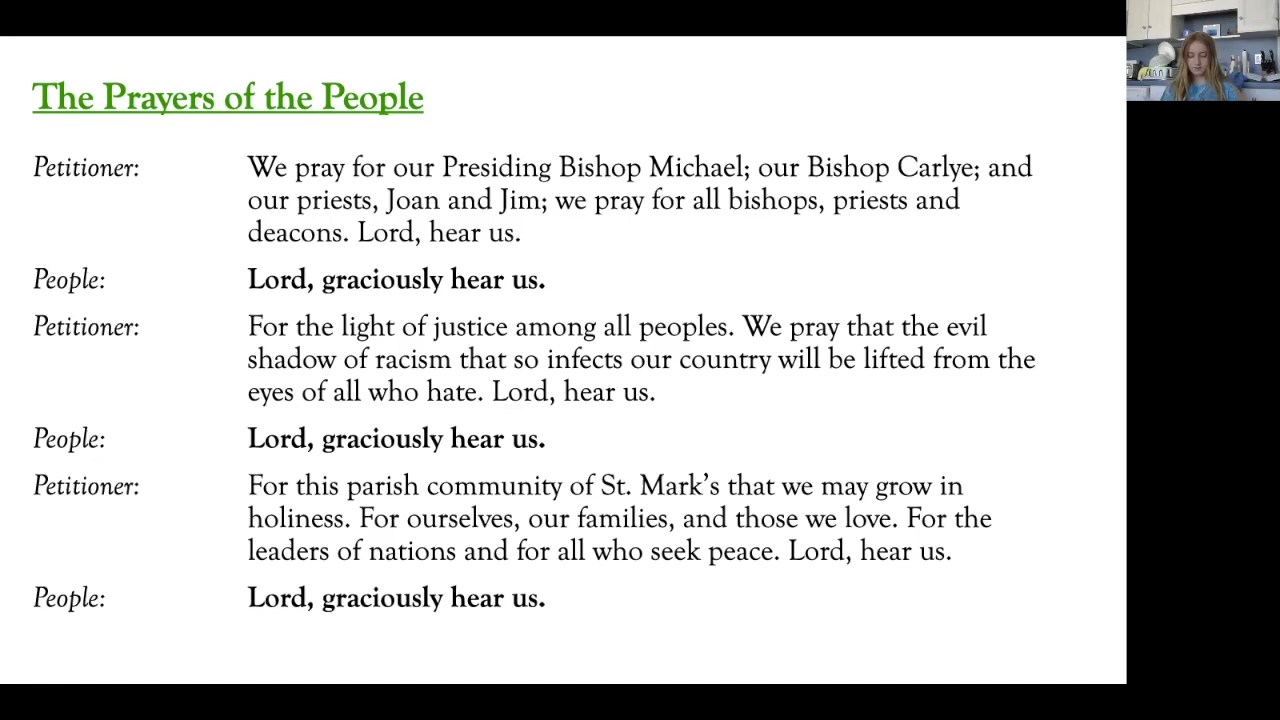 The Prayers of the People
Petitioner: We pray for our Presiding Bishop Michael; our Bishop Carlye; and
our priests, Joan and Jim; we pray for all bishops, priests and
deacons. Lord, hear us.
People: Lord, graciously hear us.
Petitioner: For the light of justice among all peoples. We pray that the evil
shadow of racism that so infects our country will be lifted from the
eyes of all who hate. Lord, hear us.
People: Lord, graciously hear us.
Petitioner: For this parish community of St. Mark’s that we may grow in
holiness. For ourselves, our families, and those we love. For the
leaders of nations and for all who seek peace. Lord, hear us.
People: Lord, graciously hear us.